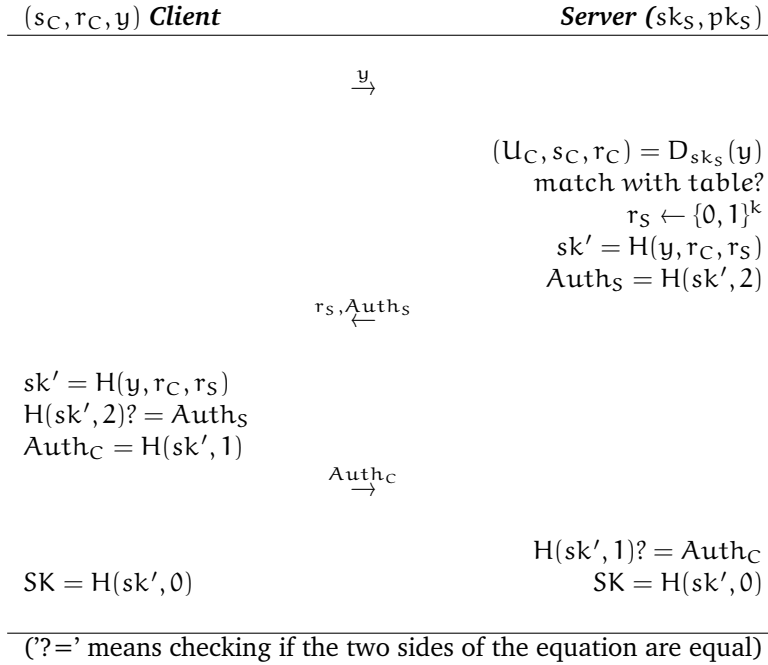 (s_C, r_C, y) Client Server (sk_S, pk_S)
y
→
(U_C, s_C, r_C) = D_{sk_S}(y)
match with table?
r_S ← {0, 1}^k
sk′ = H(y, r_C, r_S)
Auth_S = H(sk′, 2)
r_S, Auth_S
←
sk′ = H(y, r_C, r_S)
H(sk′, 2)? = Auth_S
Auth_C = H(sk′, 1)
Auth_C
→
H(sk′, 1)? = Auth_C
SK = H(sk′, 0) SK = H(sk′, 0)
('?=' means checking if the two sides of the equation are equal)